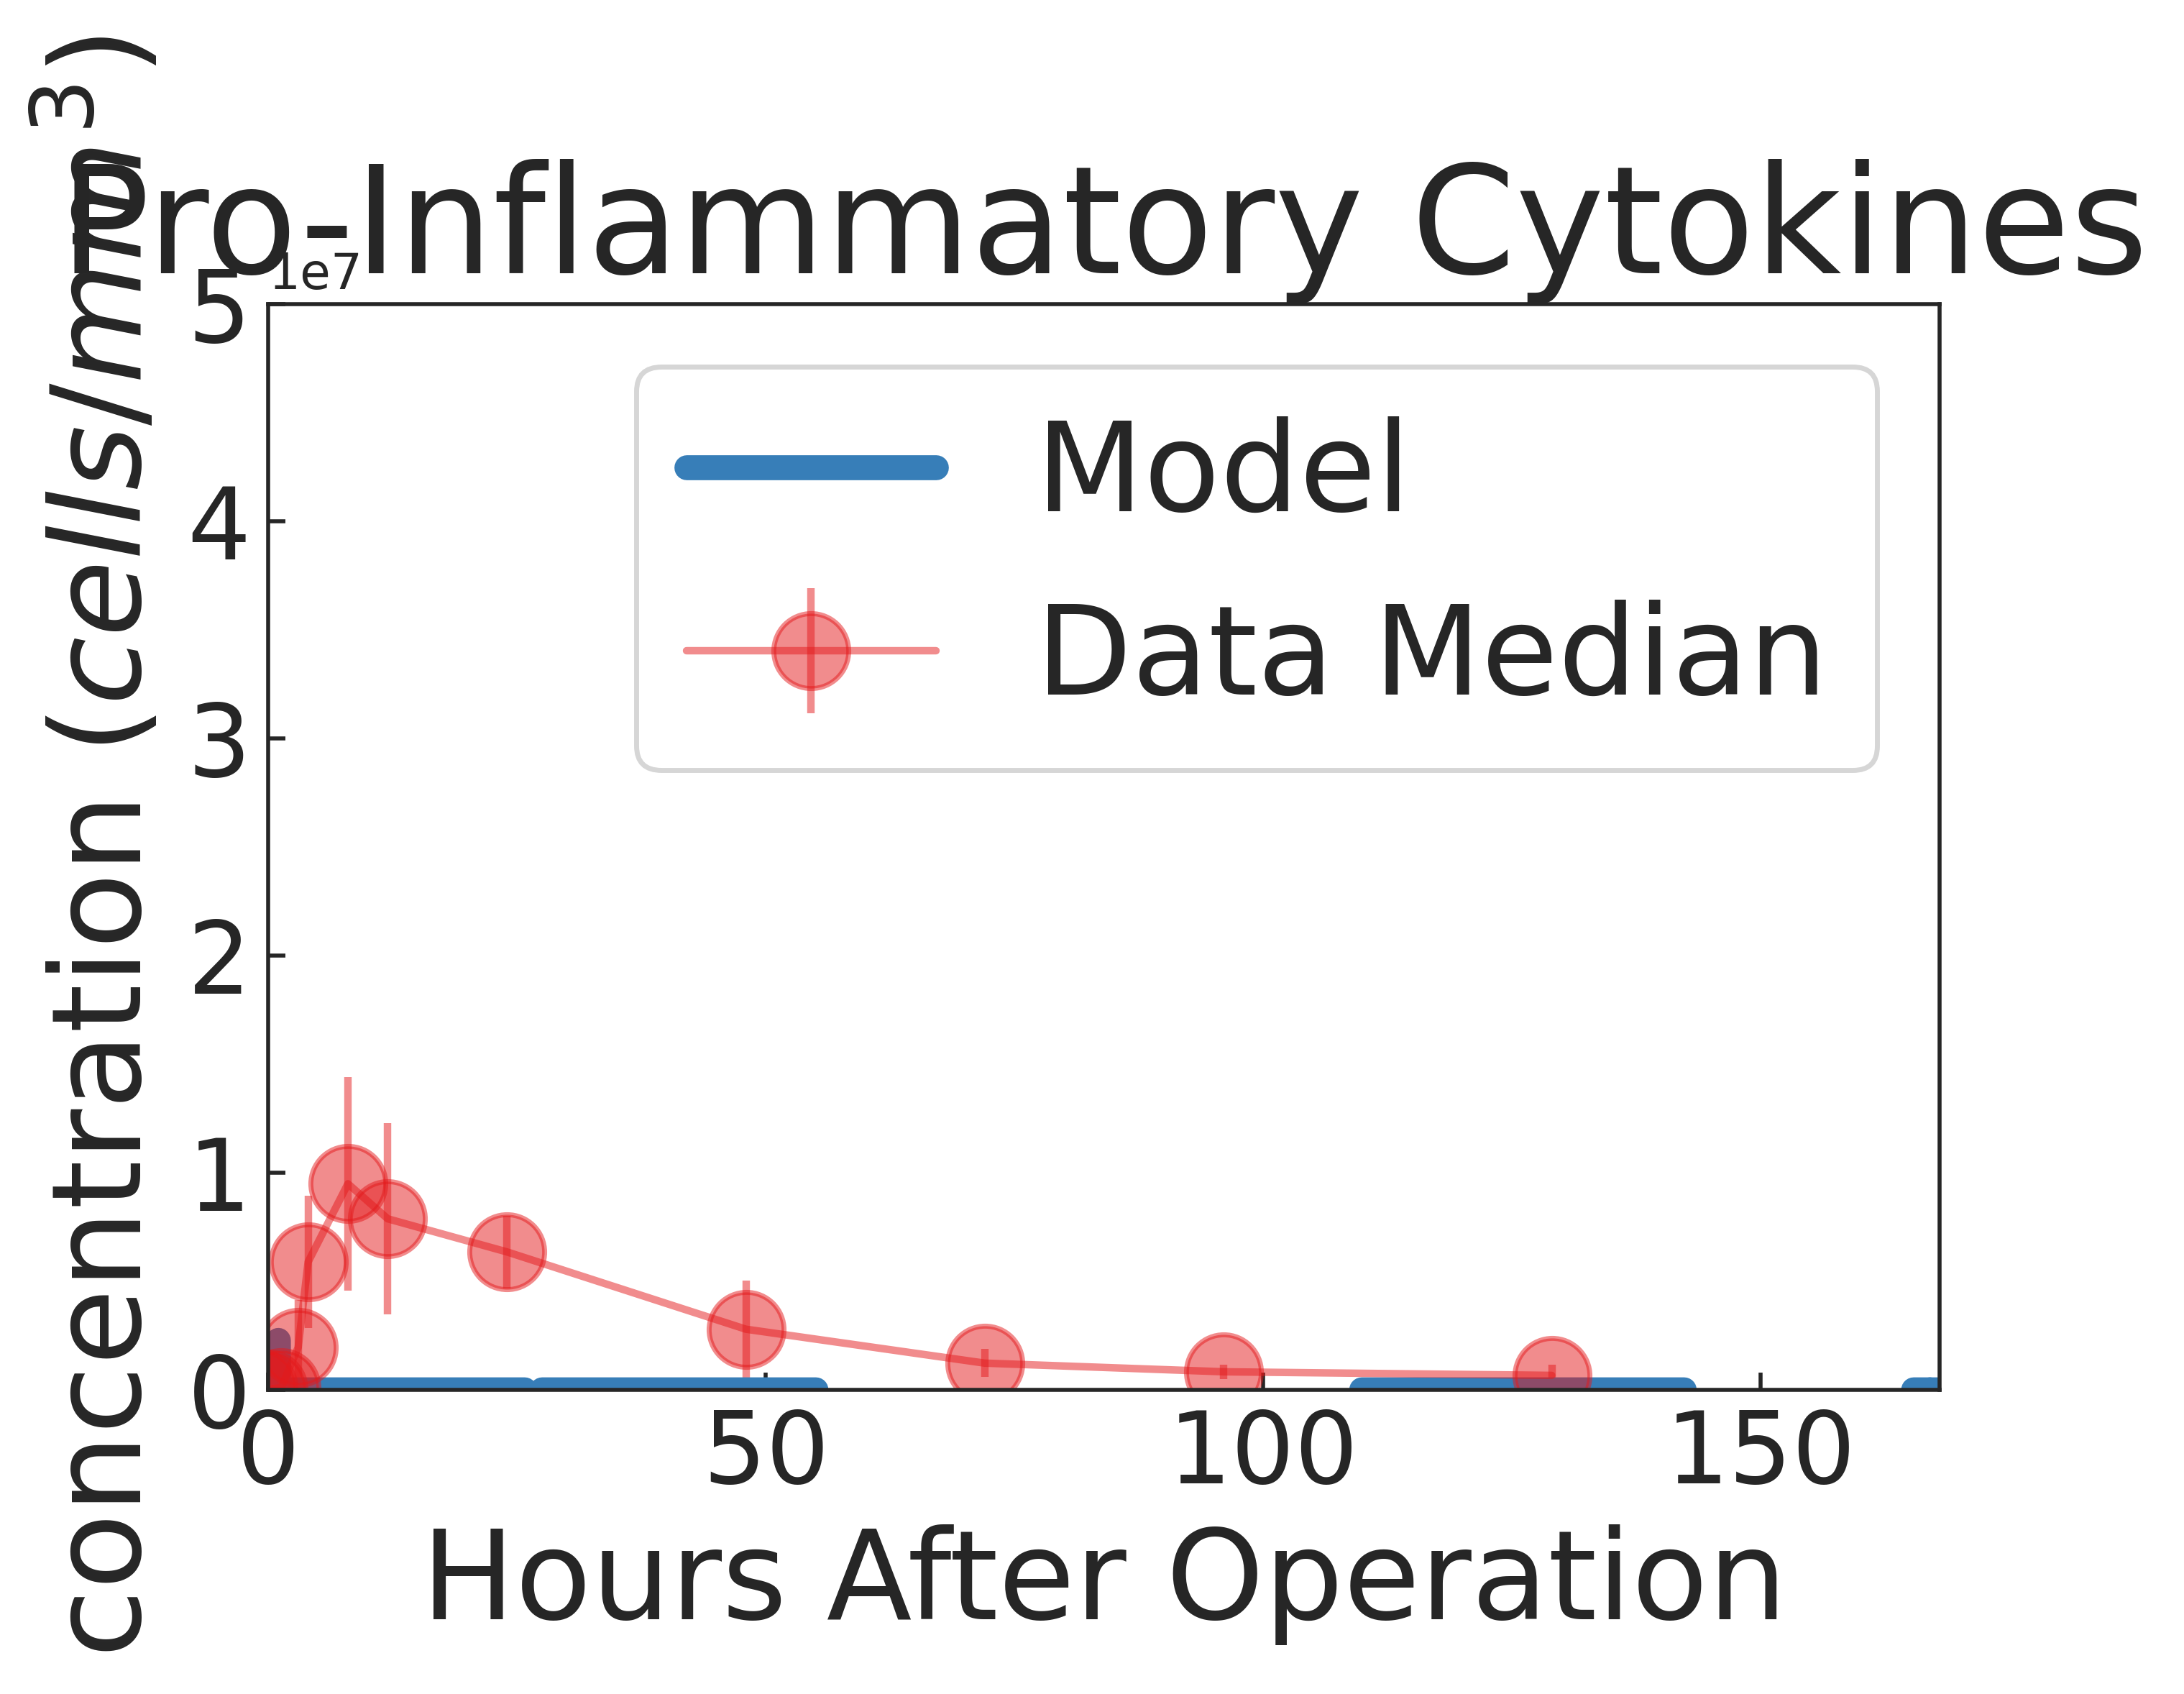 Pro-Inflammatory Cytokines
1e7
concentration (cells/mm³)
5
4
3
2
1
0
Model
Data Median
0 50 100 150
Hours After Operation